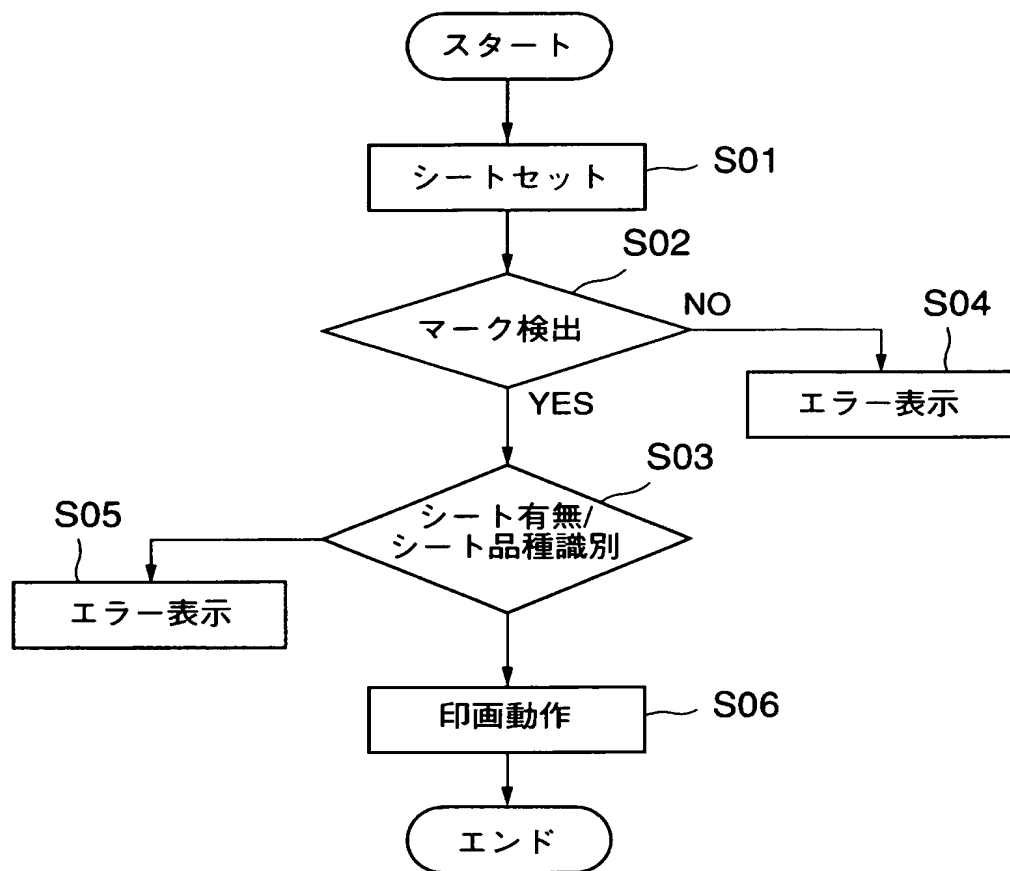 スタート
シートセット
S01
S02
マーク検出
NO
S04
エラー表示
YES
S03
シート有無/
シート品種識別
S05
エラー表示
印画動作
S06
エンド